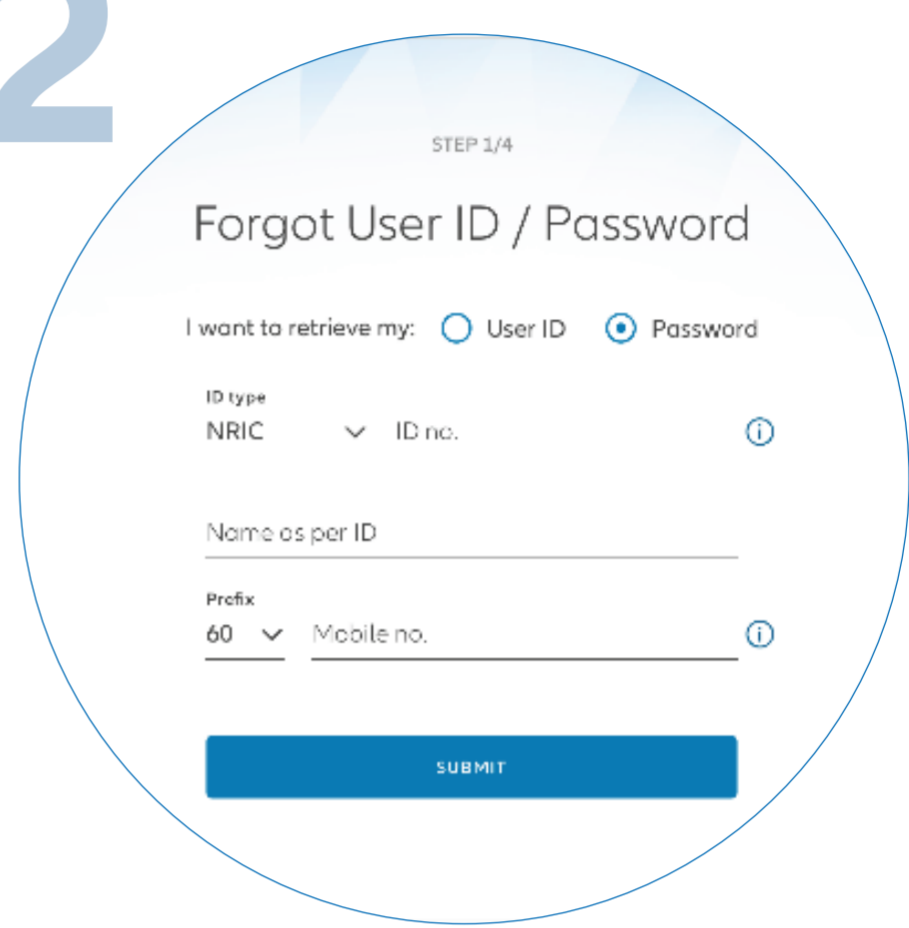 2
STEP 1/4
Forgot User ID / Password
I want to retrieve my: User ID Password
ID type
NRIC ID no.
Name as per ID
Prefix
60 Mobile no.
SUBMIT